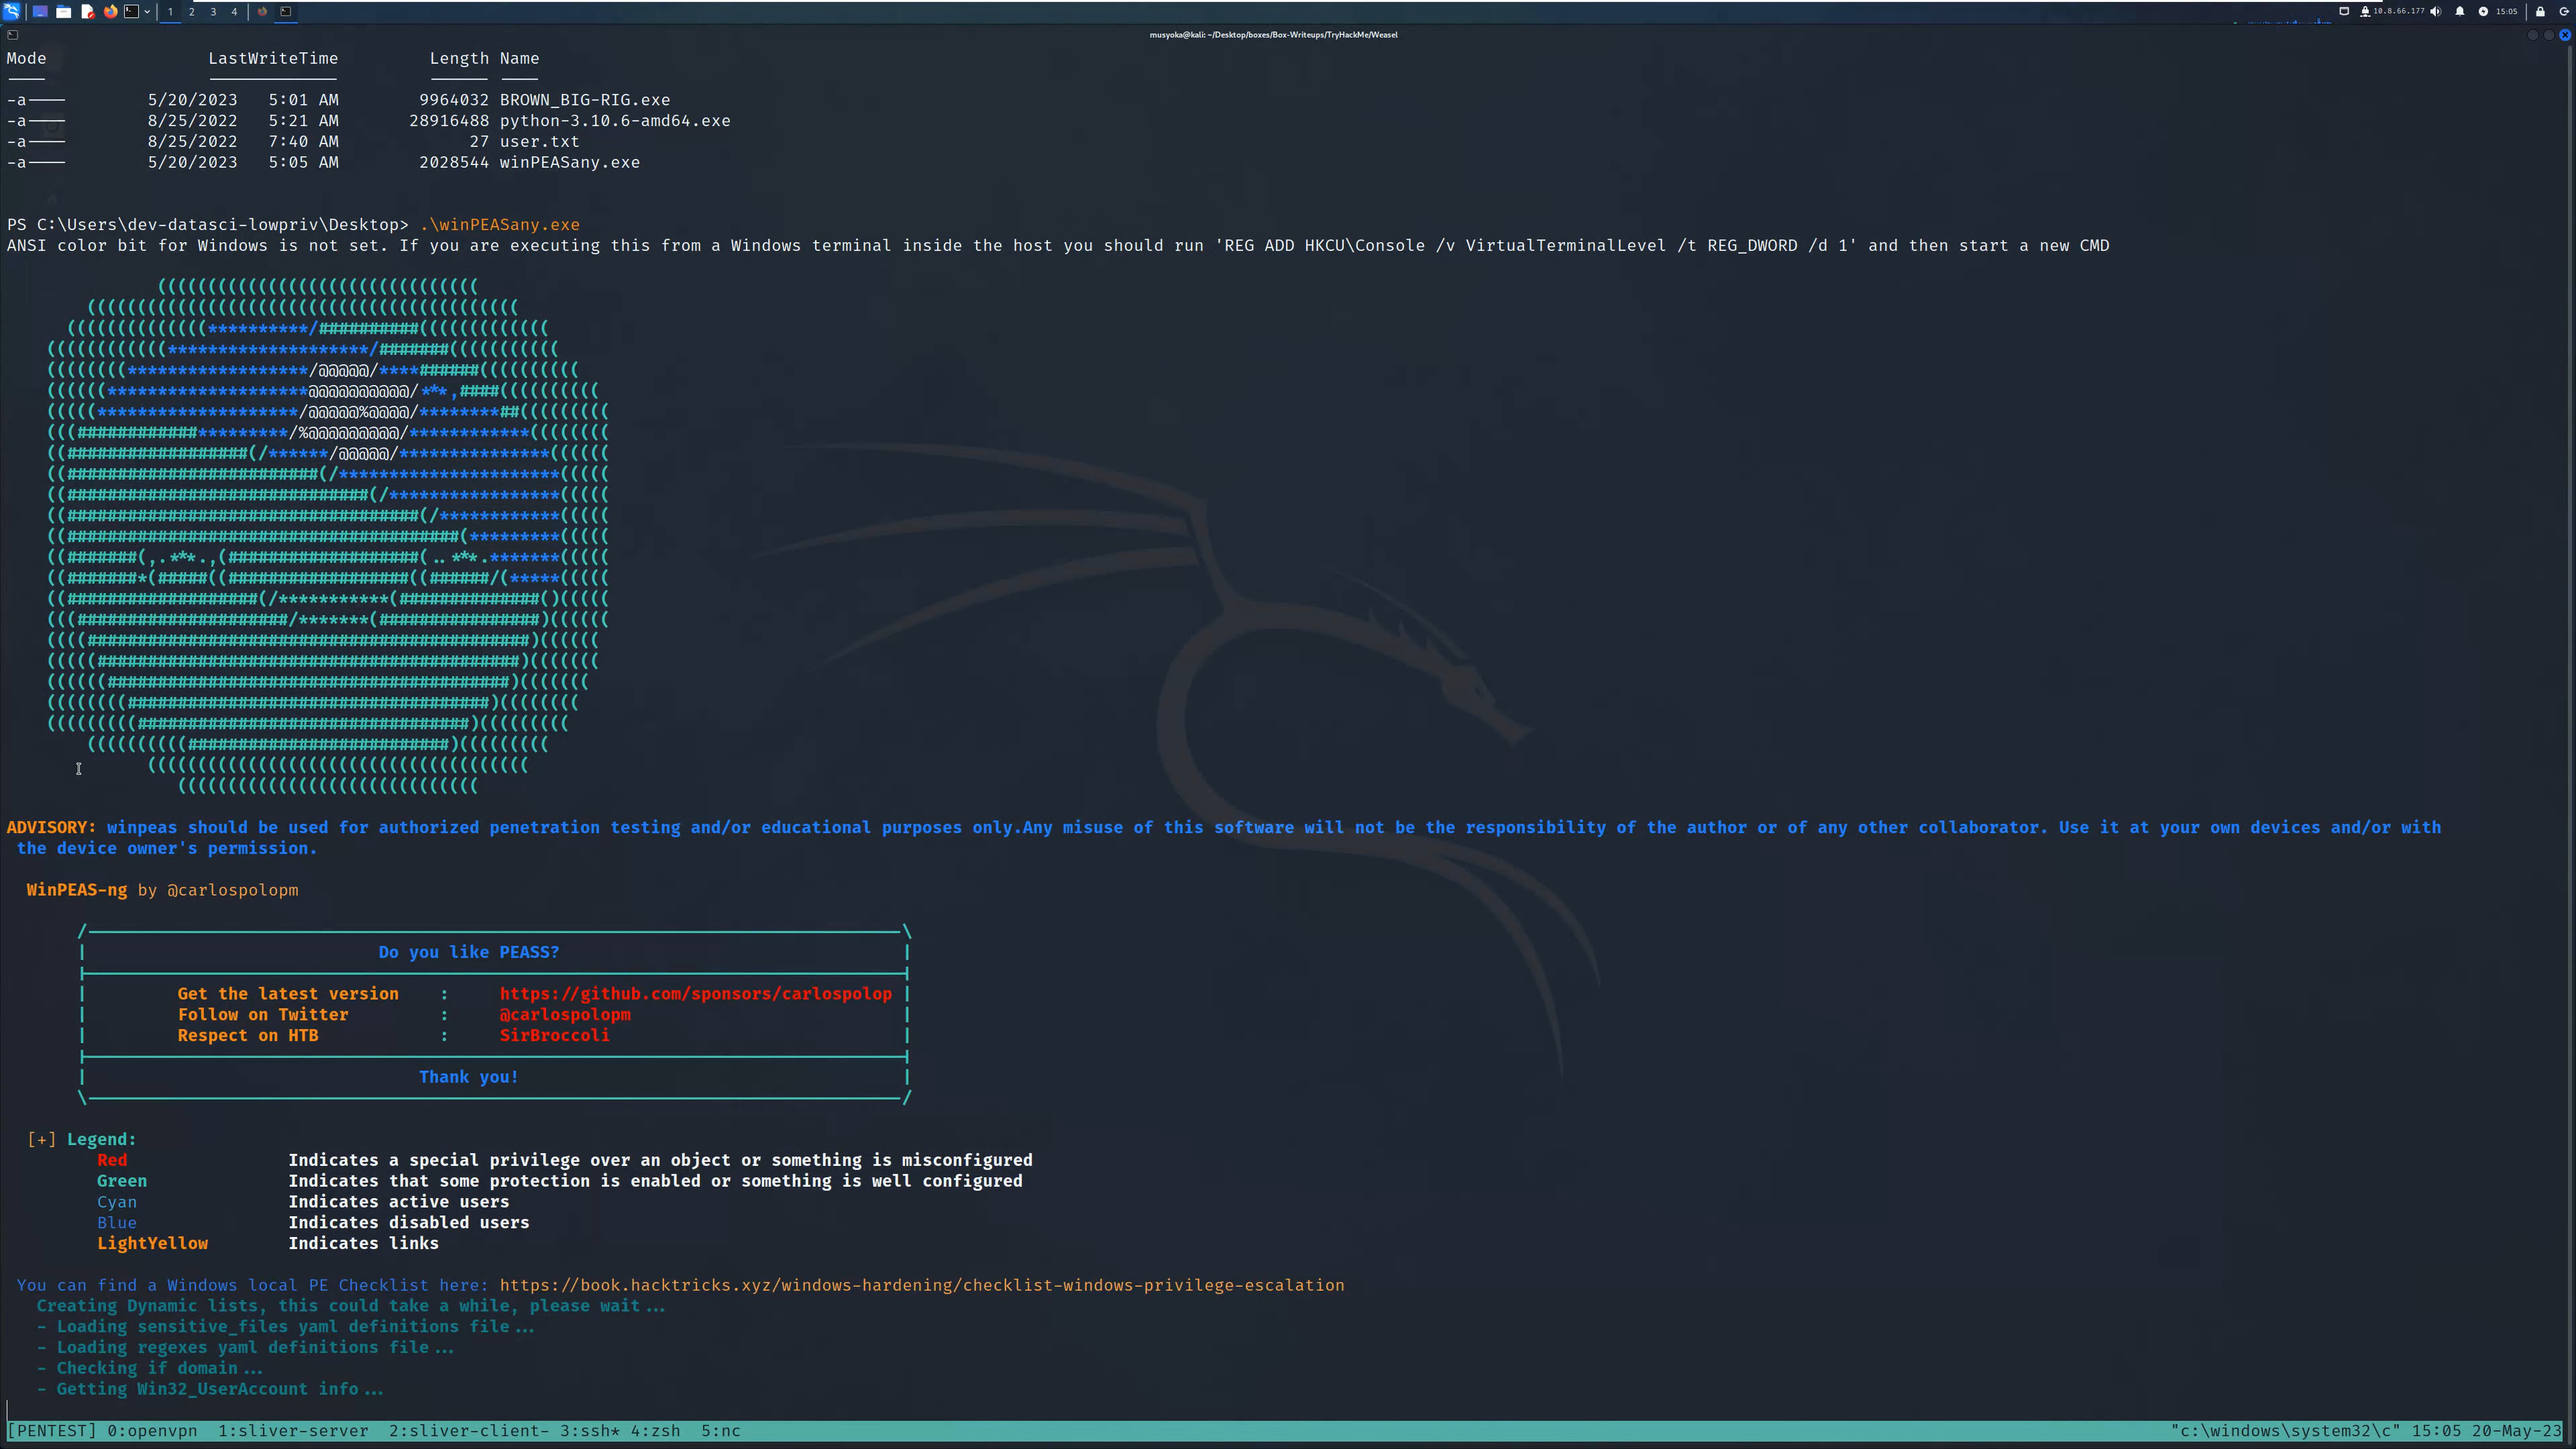 1 2 3 4 10.8.66.177 15:05
musyoka@kali: ~/Desktop/boxes/Box-Writeups/TryHackMe/Weasel
Mode LastWriteTime Length Name
-a---- 5/20/2023 5:01 AM 9964032 BROWN_BIG-RIG.exe
-a---- 8/25/2022 5:21 AM 28916488 python-3.10.6-amd64.exe
-a---- 8/25/2022 7:40 AM 27 user.txt
-a---- 5/20/2023 5:05 AM 2028544 winPEASany.exe
PS C:\Users\dev-datasci-lowpriv\Desktop> .\winPEASany.exe
ANSI color bit for Windows is not set. If you are executing this from a Windows terminal inside the host you should run 'REG ADD HKCU\Console /v VirtualTerminalLevel /t REG_DWORD /d 1' and then start a new CMD
ADVISORY: winpeas should be used for authorized penetration testing and/or educational purposes only.Any misuse of this software will not be the responsibility of the author or of any other collaborator. Use it at your own devices and/or with
the device owner's permission.
WinPEAS-ng by @carlospolopm
Do you like PEASS?
Get the latest version : https://github.com/sponsors/carlospolop
Follow on Twitter : @carlospolopm
Respect on HTB : SirBroccoli
Thank you!
[+] Legend:
Red Indicates a special privilege over an object or something is misconfigured
Green Indicates that some protection is enabled or something is well configured
Cyan Indicates active users
Blue Indicates disabled users
LightYellow Indicates links
You can find a Windows local PE Checklist here: https://book.hacktricks.xyz/windows-hardening/checklist-windows-privilege-escalation
Creating Dynamic lists, this could take a while, please wait...
- Loading sensitive_files yaml definitions file...
- Loading regexes yaml definitions file...
- Checking if domain...
- Getting Win32_UserAccount info...
[PENTEST] 0:openvpn 1:sliver-server 2:sliver-client- 3:ssh* 4:zsh 5:nc "c:\windows\system32\c" 15:05 20-May-23